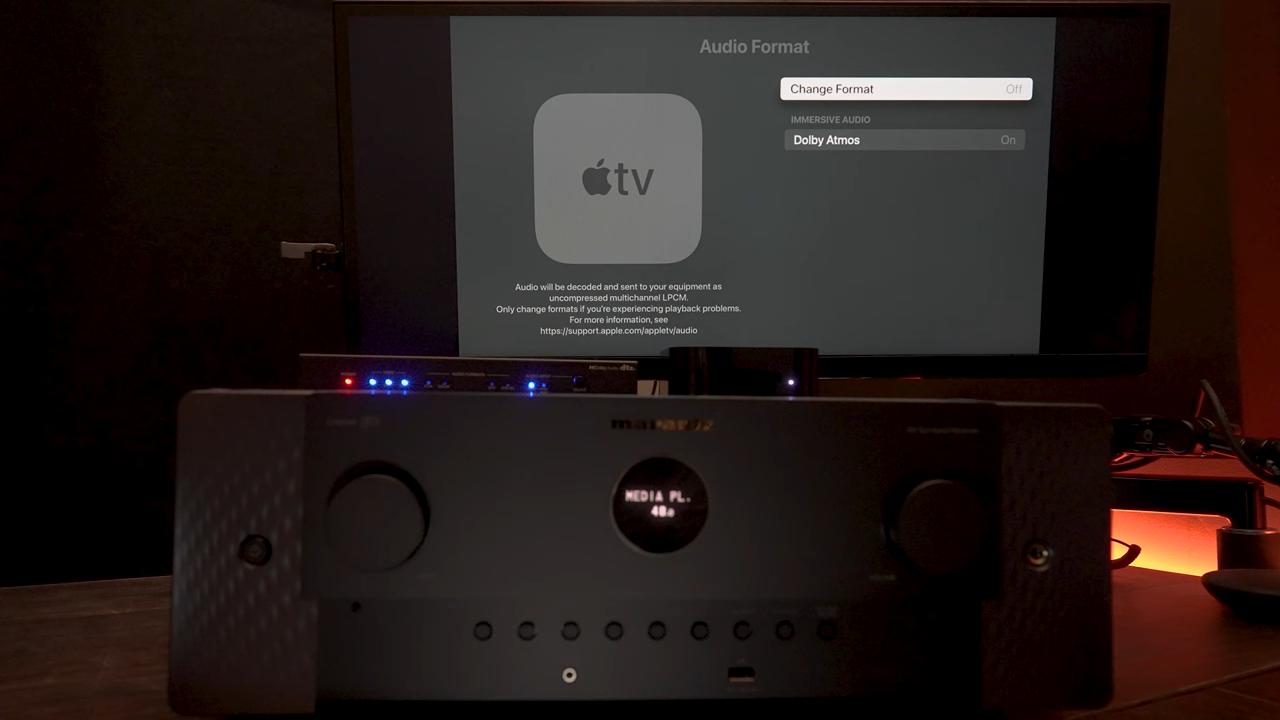 Audio Format
Change Format Off
IMMERSIVE AUDIO
Dolby Atmos On
tv
Audio will be decoded and sent to your equipment as
uncompressed multichannel LPCM.
Only change formats if you're experiencing playback problems.
For more information, see
https://support.apple.com/appletv/audio
dts
marantz
MEDIA PL.